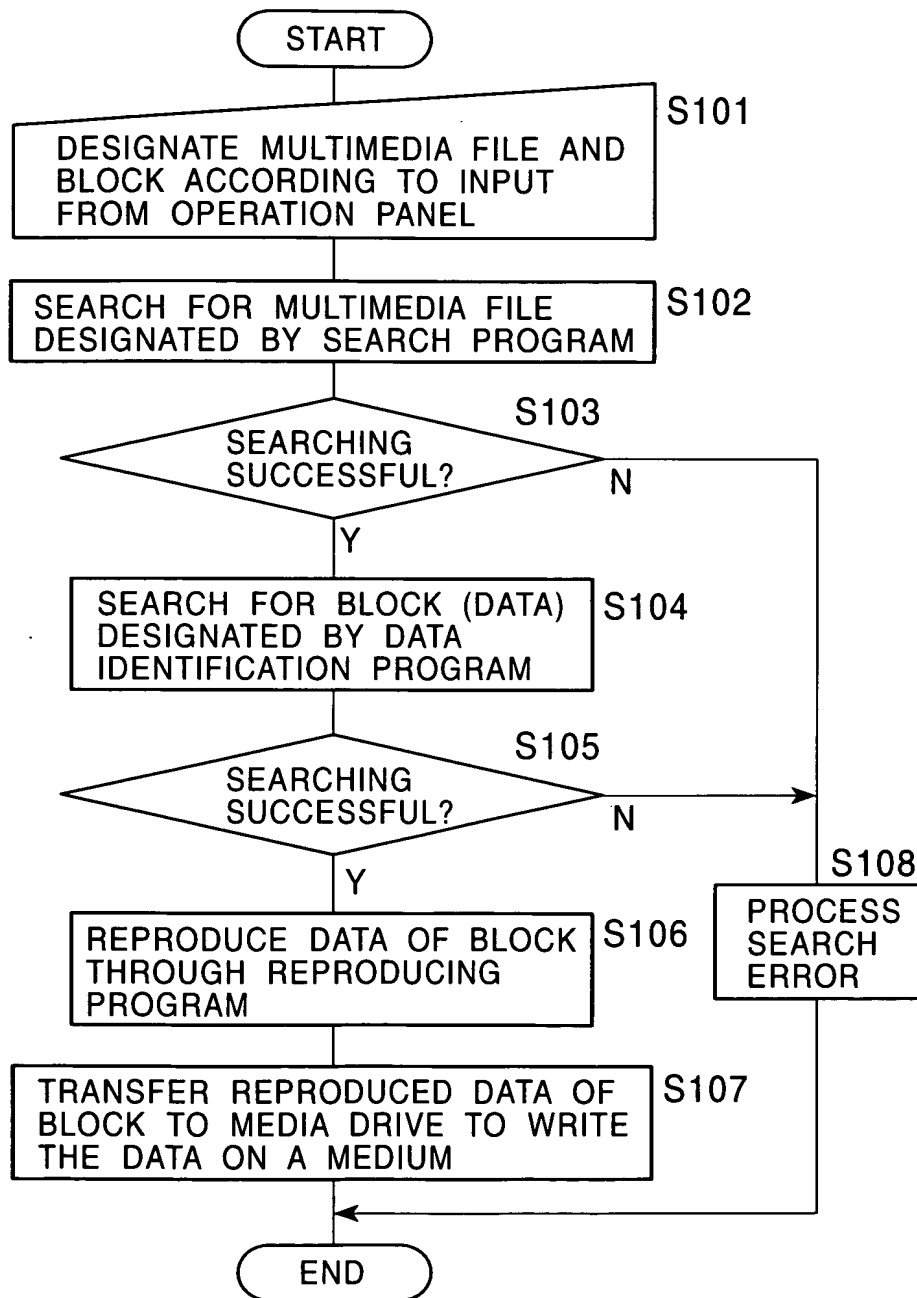 START
S101
DESIGNATE MULTIMEDIA FILE AND
BLOCK ACCORDING TO INPUT
FROM OPERATION PANEL
S102
SEARCH FOR MULTIMEDIA FILE
DESIGNATED BY SEARCH PROGRAM
S103
SEARCHING
SUCCESSFUL?
N
Y
S104
SEARCH FOR BLOCK (DATA)
DESIGNATED BY DATA
IDENTIFICATION PROGRAM
S105
SEARCHING
SUCCESSFUL?
N
Y
S108
PROCESS
SEARCH
ERROR
S106
REPRODUCE DATA OF BLOCK
THROUGH REPRODUCING
PROGRAM
S107
TRANSFER REPRODUCED DATA OF
BLOCK TO MEDIA DRIVE TO WRITE
THE DATA ON A MEDIUM
END